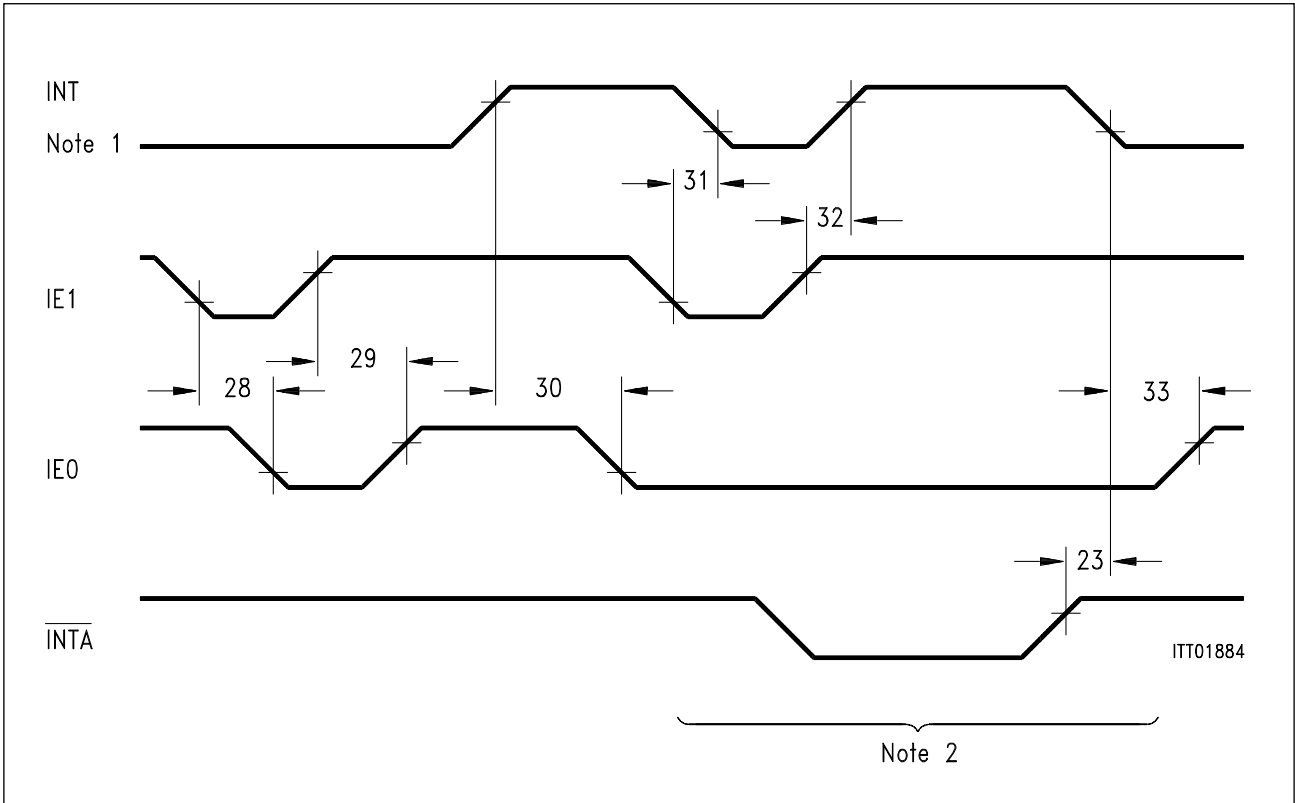 INT
Note 1
31
32
IE1
29
28
30
33
IE0
23
INTA
ITT01884
Note 2